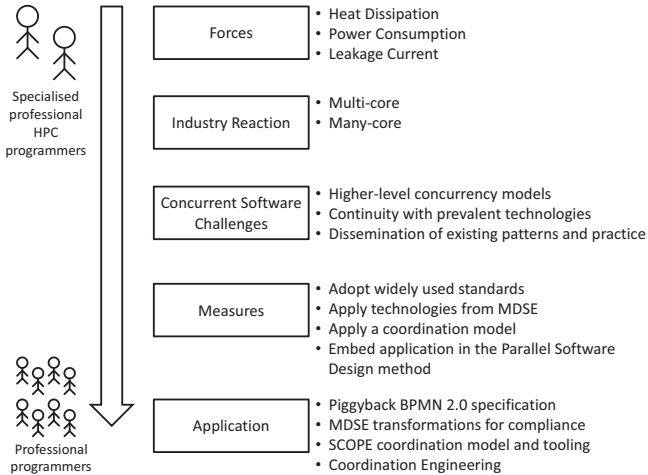 Specialised
professional
HPC
programmers
Professional
programmers
Forces
• Heat Dissipation
• Power Consumption
• Leakage Current
Industry Reaction
• Multi-core
• Many-core
Concurrent Software
Challenges
• Higher-level concurrency models
• Continuity with prevalent technologies
• Dissemination of existing patterns and practice
Measures
• Adopt widely used standards
• Apply technologies from MDSE
• Apply a coordination model
• Embed application in the Parallel Software
Design method
Application
• Piggyback BPMN 2.0 specification
• MDSE transformations for compliance
• SCOPE coordination model and tooling
• Coordination Engineering